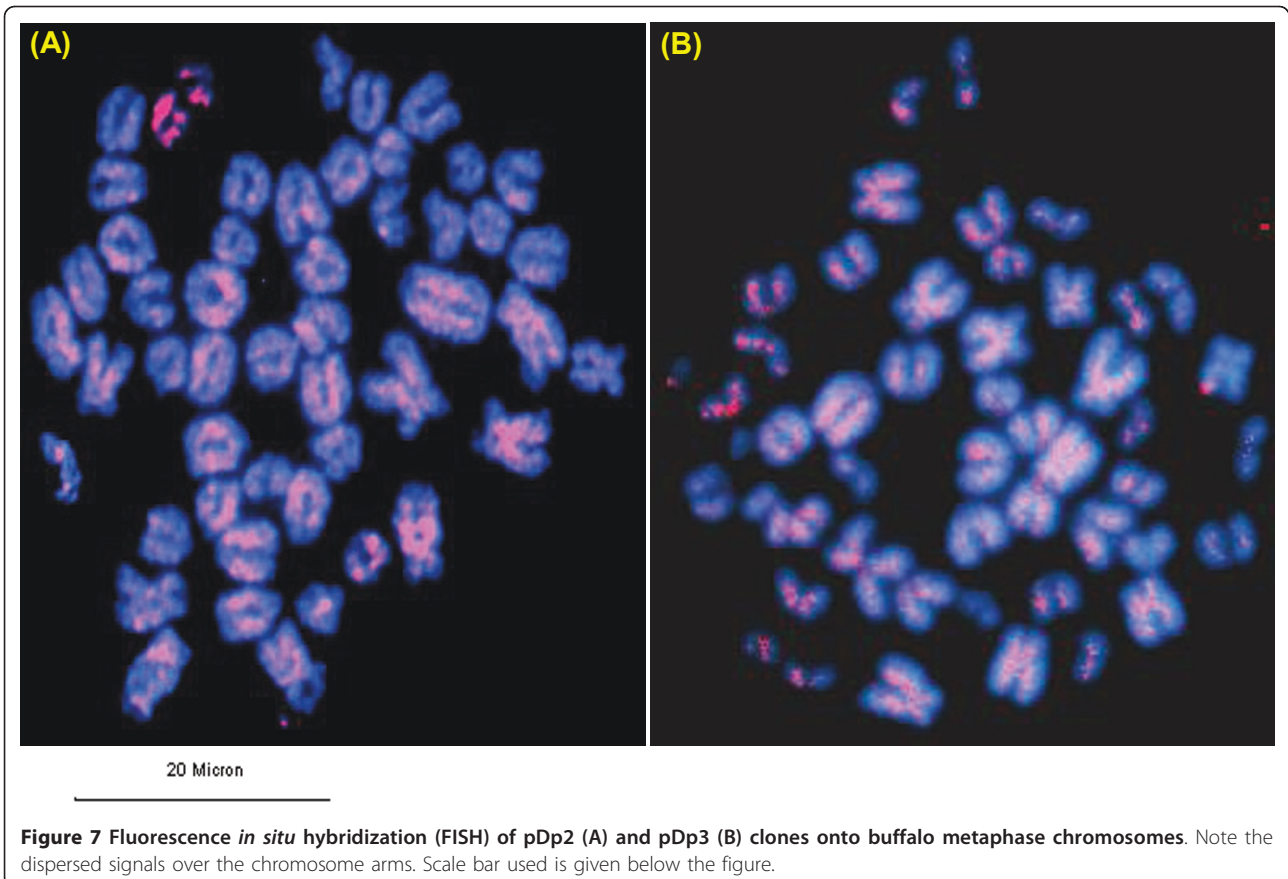 (A)
(B)
20 Micron
Figure 7 Fluorescence in situ hybridization (FISH) of pDp2 (A) and pDp3 (B) clones onto buffalo metaphase chromosomes. Note the
dispersed signals over the chromosome arms. Scale bar used is given below the figure.